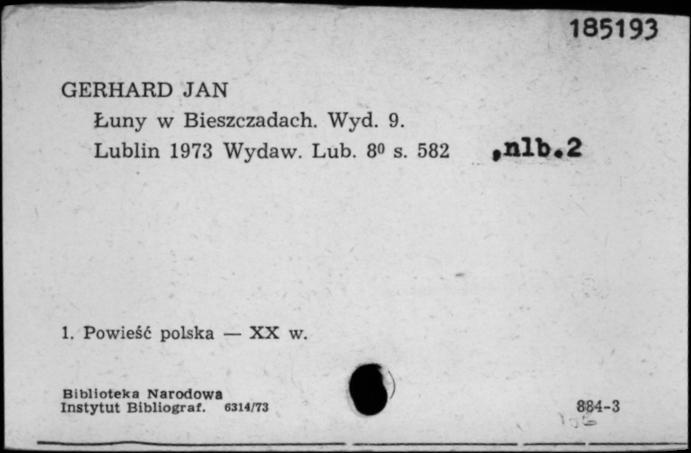 185193
GERHARD JAN
Łuny w Bieszczadach. Wyd. 9.
Lublin 1973 Wydaw. Lub. 8⁰ s. 582 ,nlb.2
1. Powieść polska — XX w.
Biblioteka Narodowa
Instytut Bibliograf. 6314/73
884-3